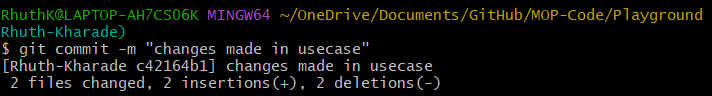 RhuthK@LAPTOP-AH7CS06K MINGW64 ~/OneDrive/Documents/GitHub/MOP-Code/Playground
Rhuth-Kharade)
$ git commit -m "changes made in usecase"
[Rhuth-Kharade c42164b1] changes made in usecase
 2 files changed, 2 insertions(+), 2 deletions(-)